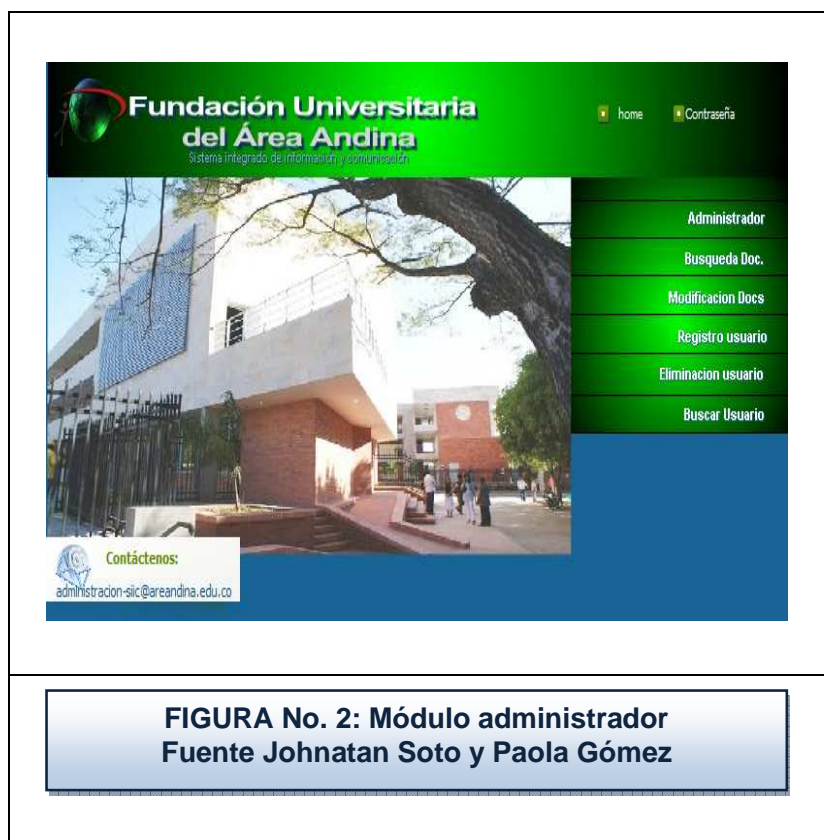 Fundación Universitaria
del Área Andina
Sistema integrado de información y comunicación
home
Contraseña
Administrador
Busqueda Doc.
Modificacion Docs
Registro usuario
Eliminacion usuario
Buscar Usuario
Contáctenos:
administracion-siic@areandina.edu.co
FIGURA No. 2: Módulo administrador
Fuente Johnatan Soto y Paola Gómez